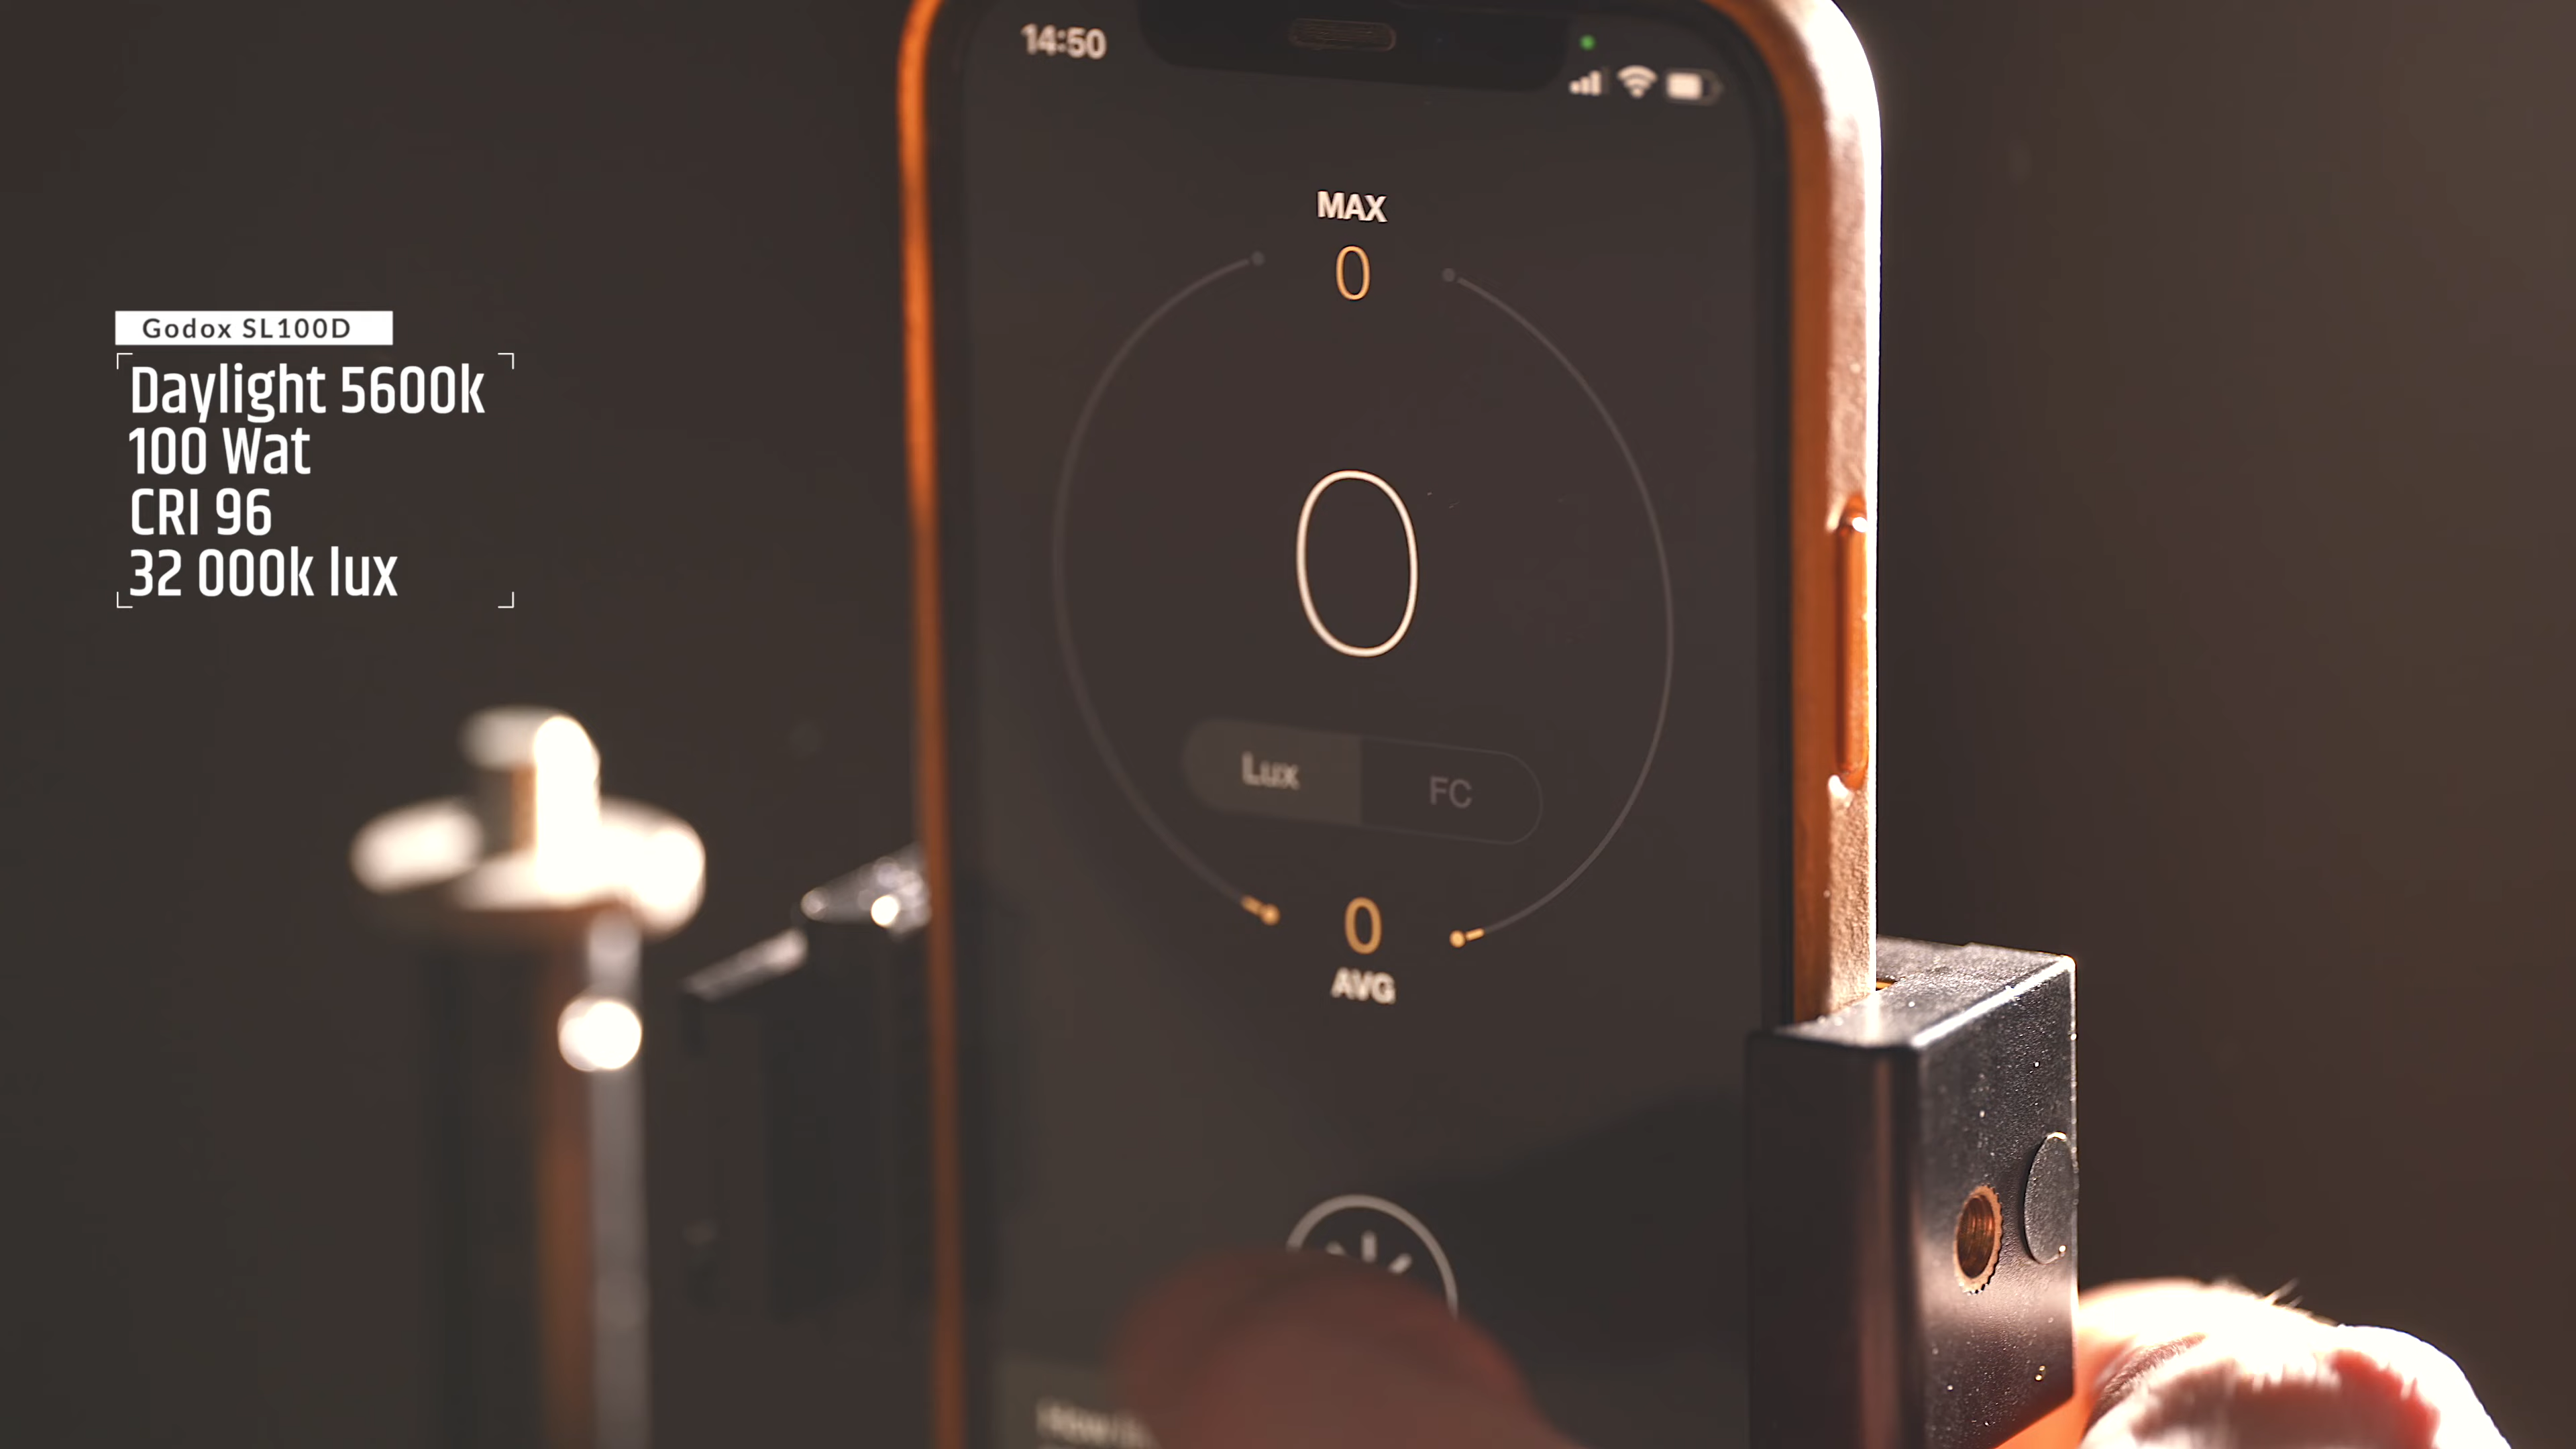 14:50
Godox SL100D
Daylight 5600k
100 Wat
CRI 96
32 000k lux
MAX
0
0
Lux FC
0
AVG